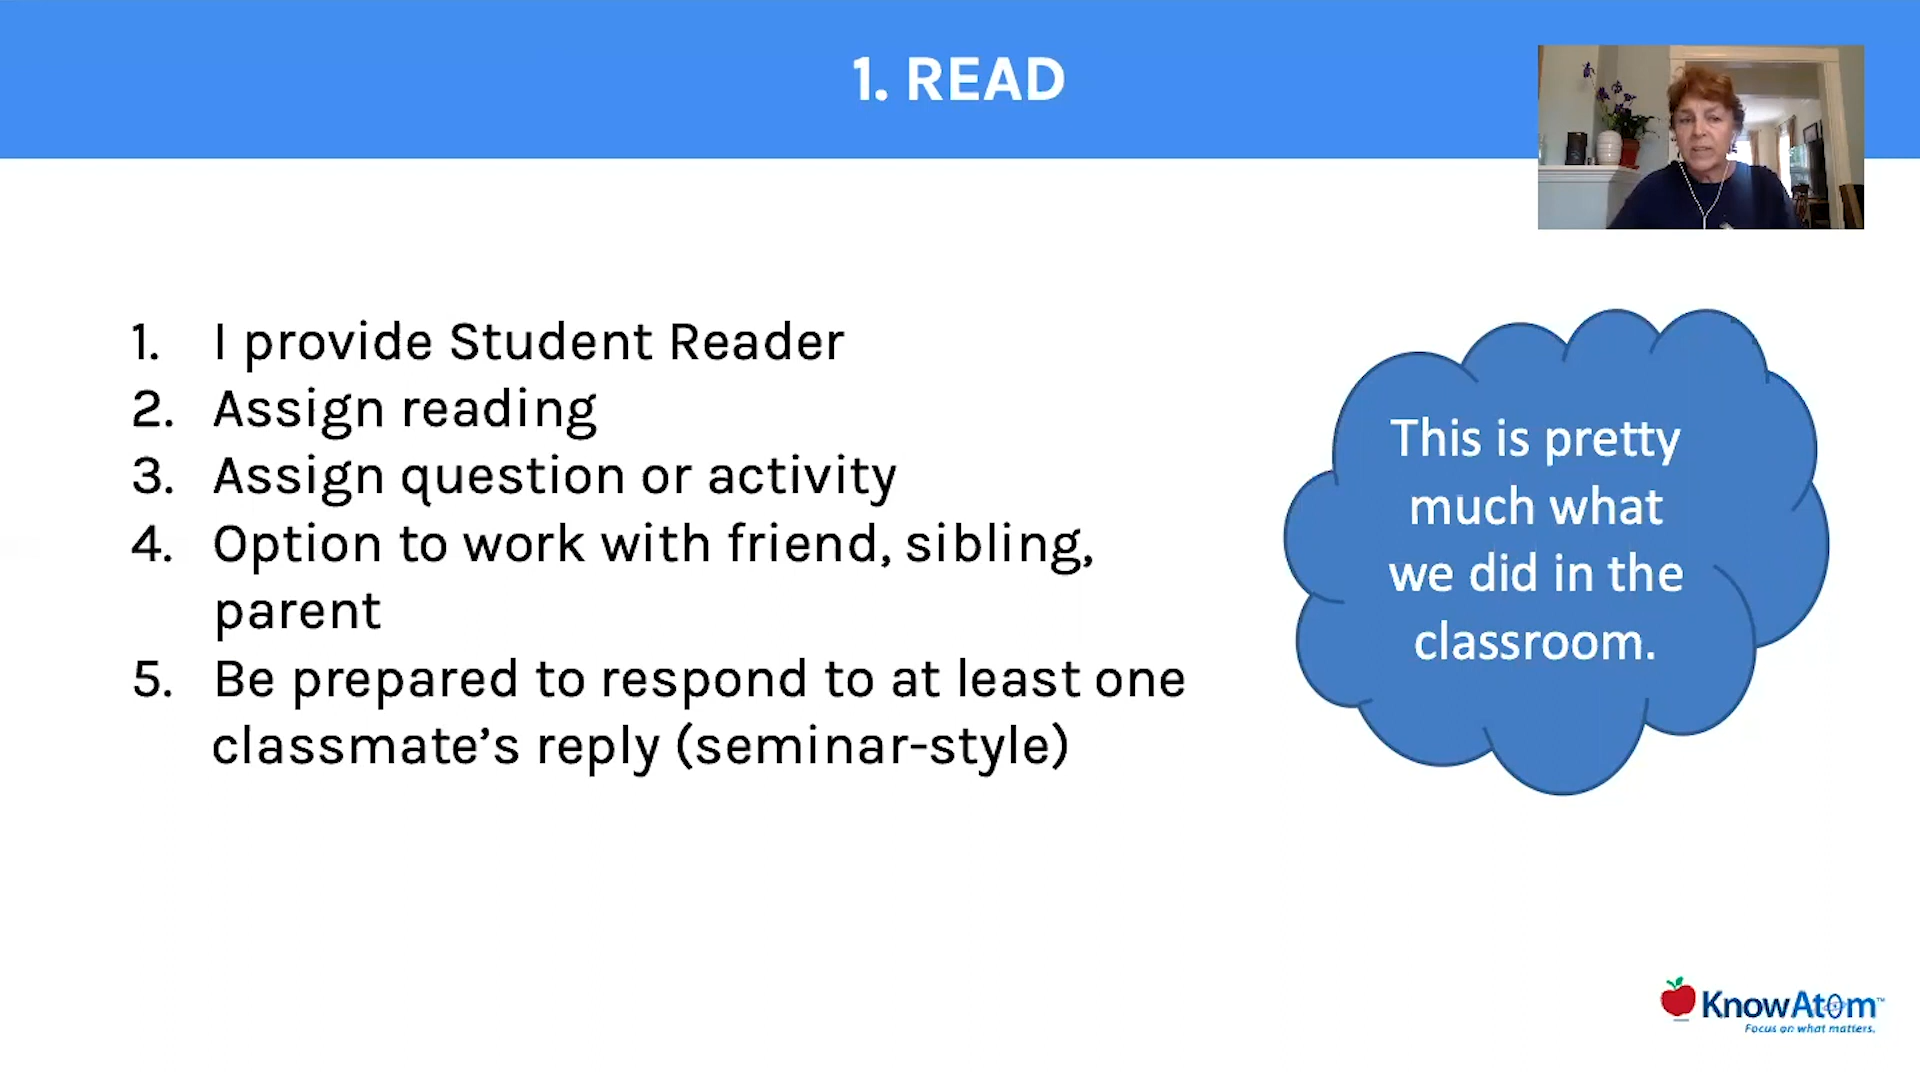 1. READ
1. I provide Student Reader
2. Assign reading
3. Assign question or activity
4. Option to work with friend, sibling,
parent
5. Be prepared to respond to at least one
classmate’s reply (seminar-style)
This is pretty
much what
we did in the
classroom.
KnowAtom™
Focus on what matters.